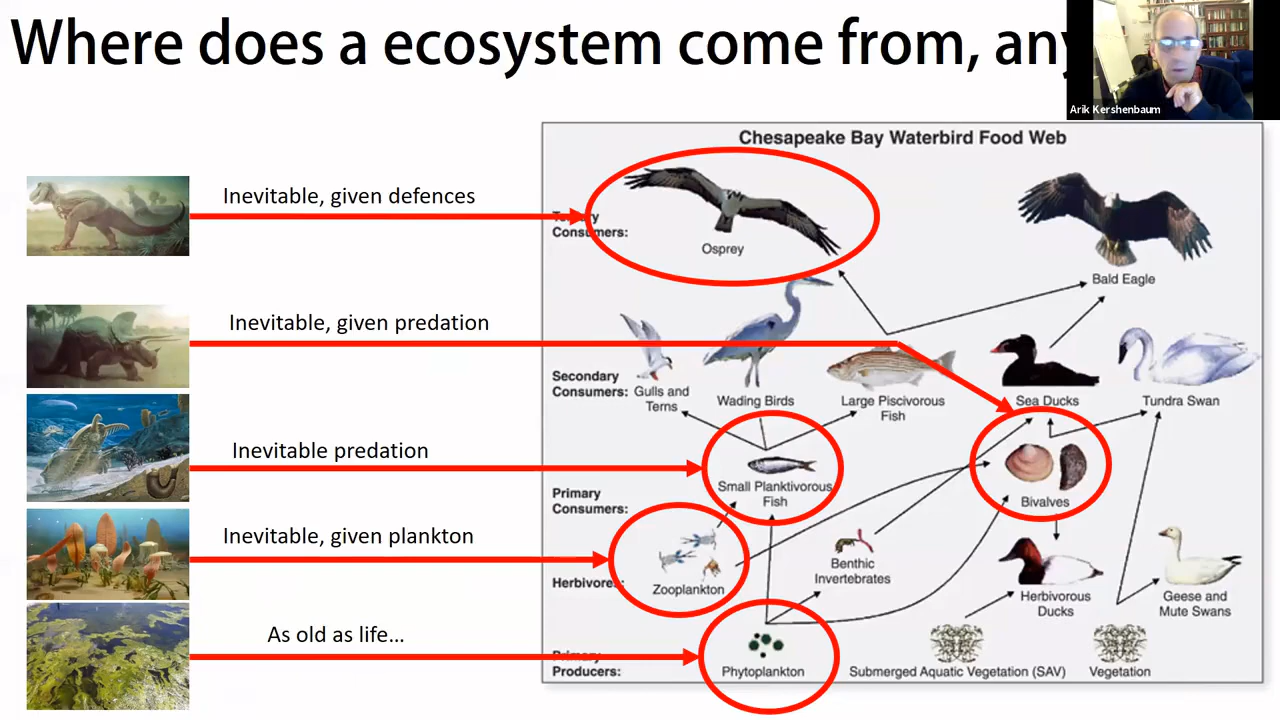 Where does a ecosystem come from, any
Arik Kershenbaum
Chesapeake Bay Waterbird Food Web
Inevitable, given defences
Consumers:
Osprey
Bald Eagle
Inevitable, given predation
Secondary
Consumers:
Gulls and
Terns
Wading Birds
Large Piscivorous
Fish
Sea Ducks
Tundra Swan
Inevitable predation
Primary
Consumers:
Small Planktivorous
Fish
Bivalves
Inevitable, given plankton
Herbivores:
Zooplankton
Benthic
Invertebrates
Herbivorous
Ducks
Geese and
Mute Swans
As old as life...
Primary
Producers:
Phytoplankton
Submerged Aquatic Vegetation (SAV)
Vegetation